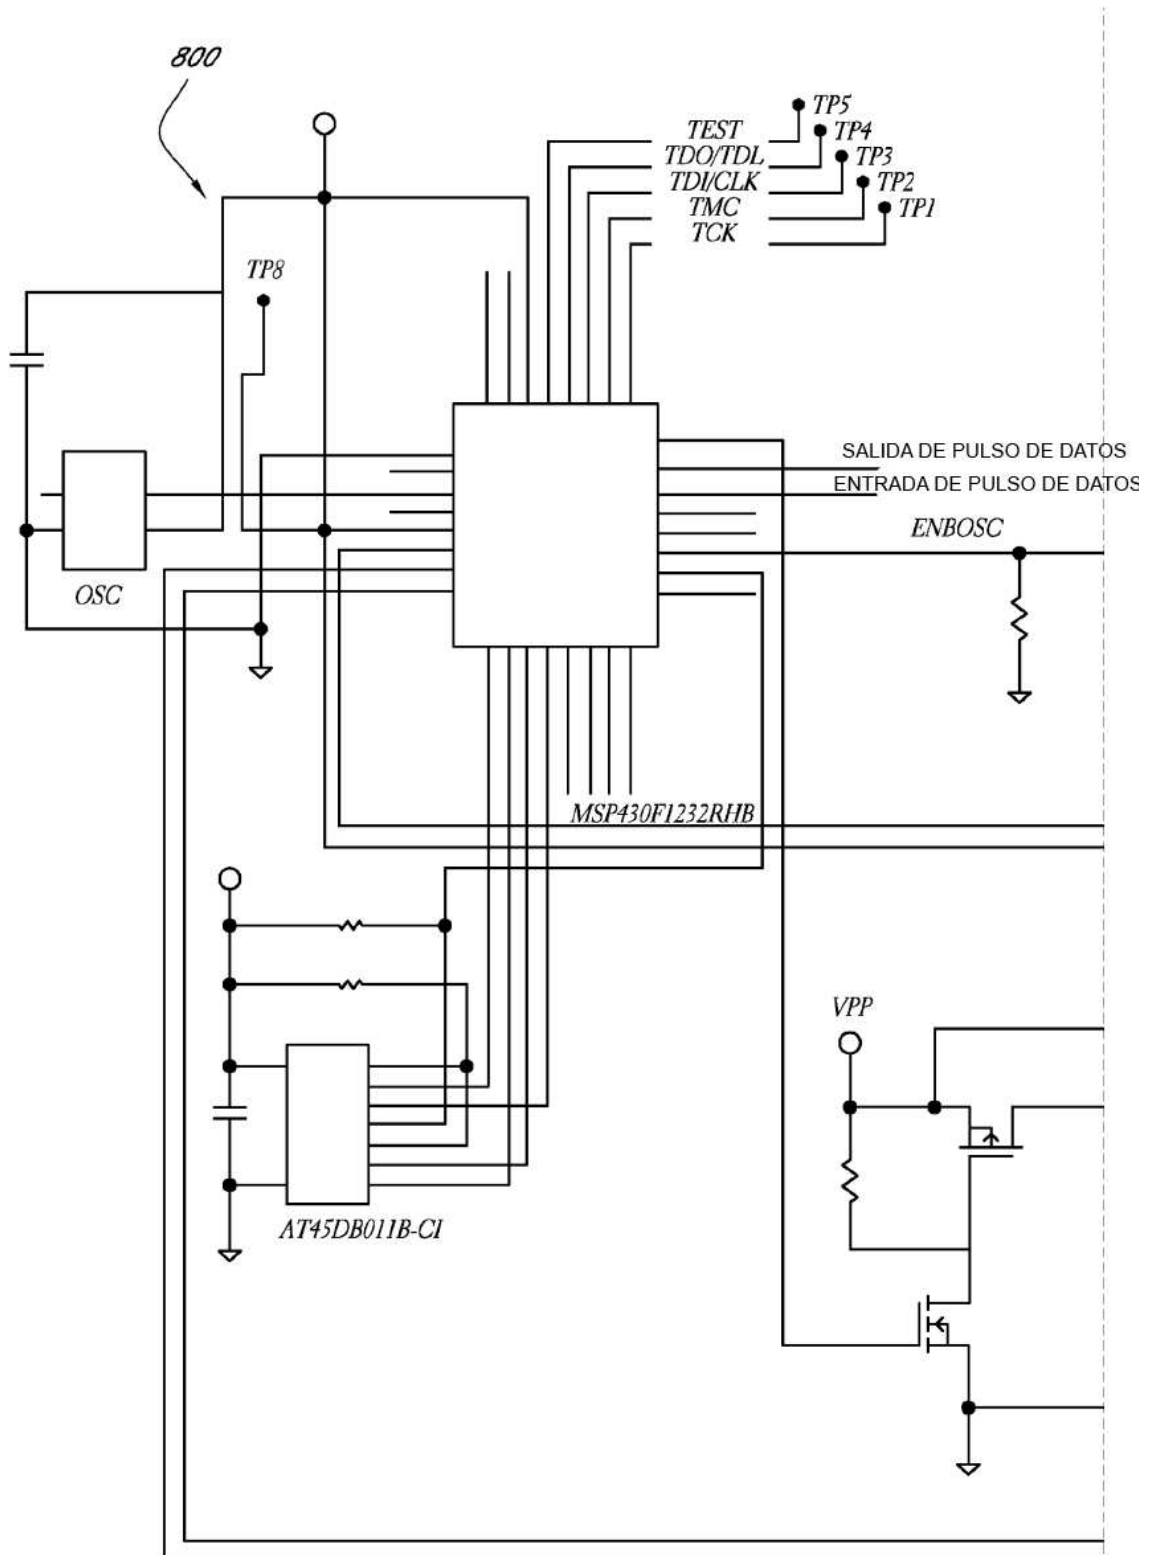 800
TEST
TP5
TDO/TDL
TP4
TDI/CLK
TP3
TMC
TP2
TCK
TP1
TP8
SALIDA DE PULSO DE DATOS
ENTRADA DE PULSO DE DATOS
ENBOSC
OSC
MSP430F1232RHB
VPP
AT45DB011B-CI